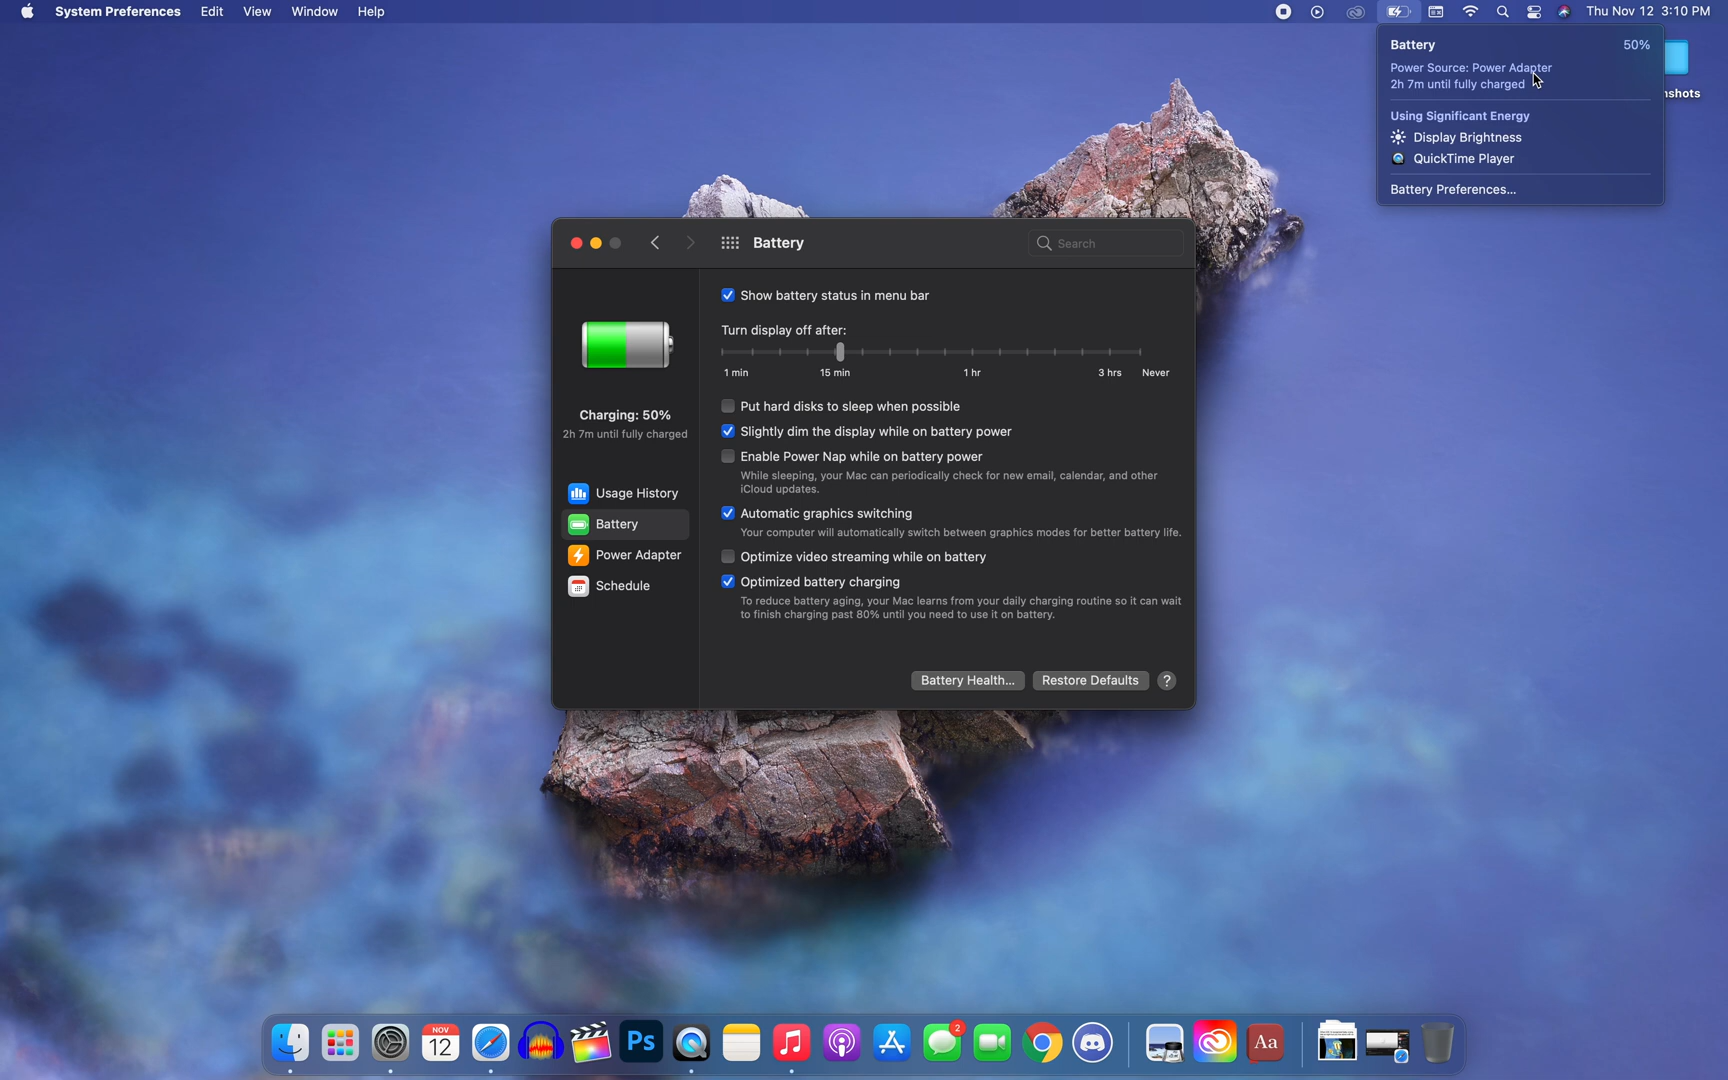 System Preferences Edit View Window Help
Thu Nov 12 3:10 PM
Battery 50%
Power Source: Power Adapter
2h 7m until fully charged
Using Significant Energy
Display Brightness
QuickTime Player
Battery Preferences...
nshots
Battery
Search
Charging: 50%
2h 7m until fully charged
Usage History
Battery
Power Adapter
Schedule
Show battery status in menu bar
Turn display off after:
1 min 15 min 1 hr 3 hrs Never
Put hard disks to sleep when possible
Slightly dim the display while on battery power
Enable Power Nap while on battery power
While sleeping, your Mac can periodically check for new email, calendar, and other
iCloud updates.
Automatic graphics switching
Your computer will automatically switch between graphics modes for better battery life.
Optimize video streaming while on battery
Optimized battery charging
To reduce battery aging, your Mac learns from your daily charging routine so it can wait
to finish charging past 80% until you need to use it on battery.
Battery Health... Restore Defaults ?
NOV
12
Ps
2
Aa